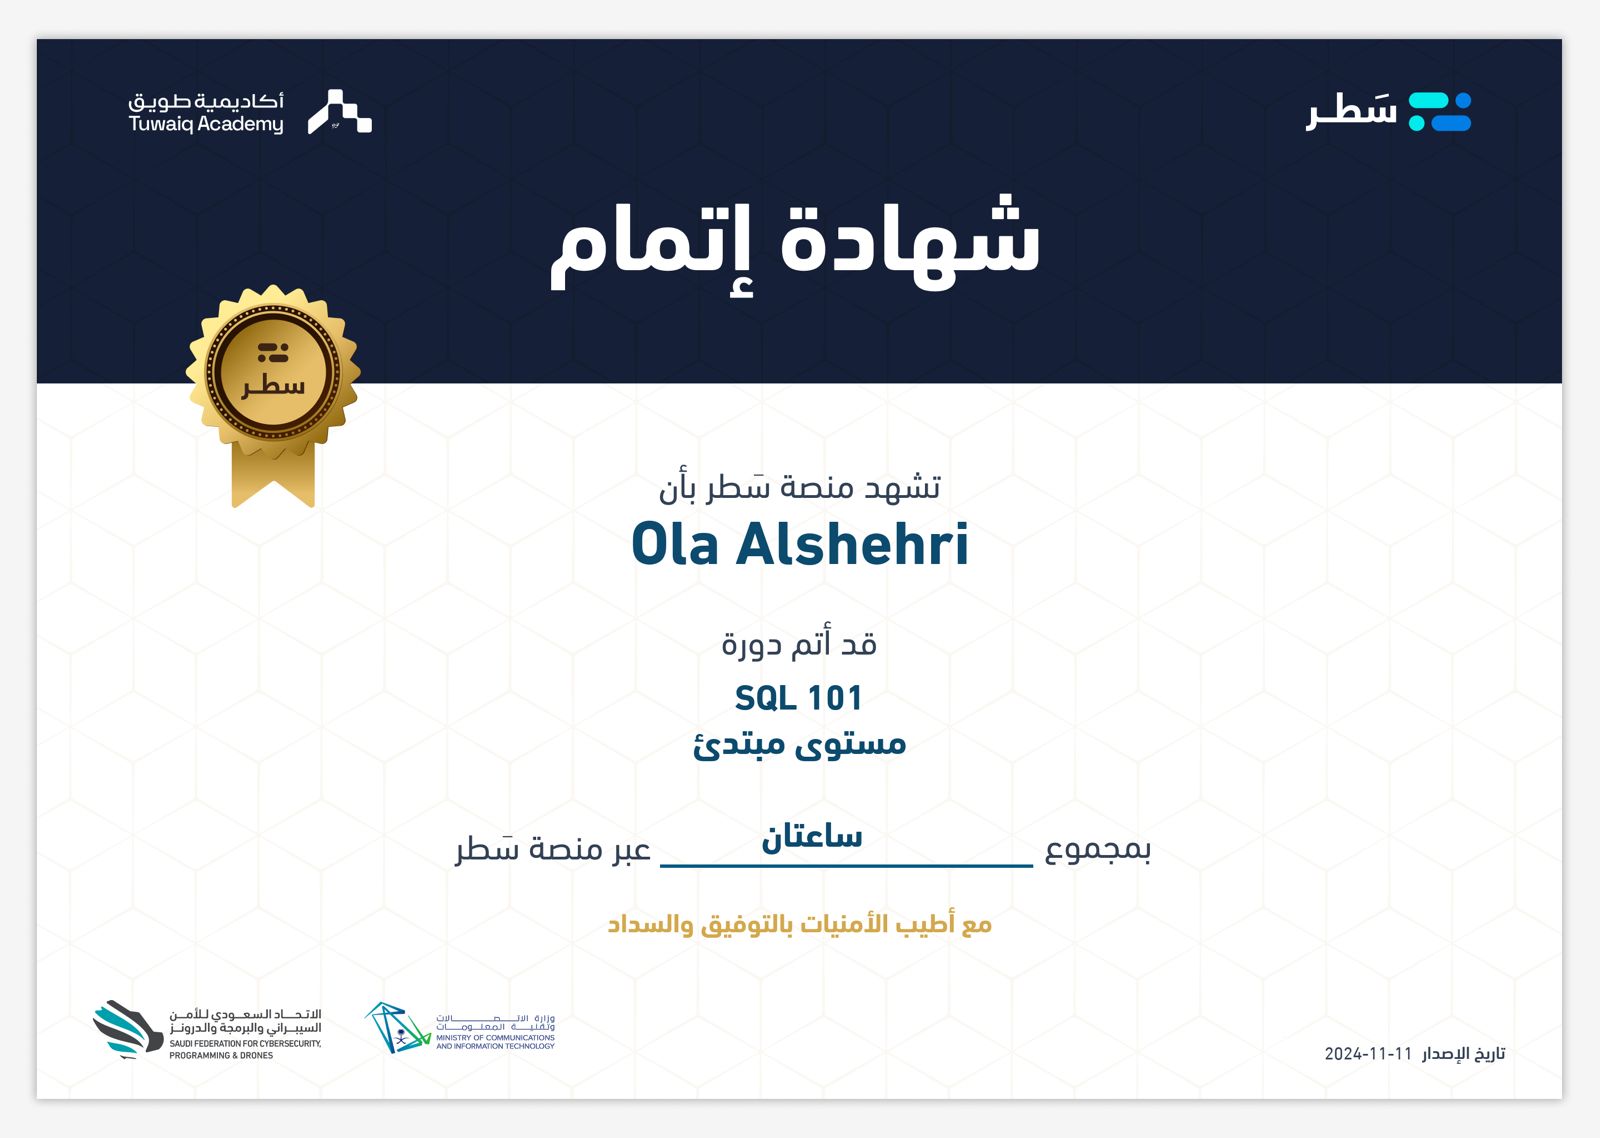 سَطر
أكاديمية طويق
Tuwaiq Academy
شهادة إتمام
سطر
تشهد منصة سَطر بأن
Ola Alshehri
قد أتم دورة
SQL 101
مستوى مبتدئ
بمجموع ساعتان عبر منصة سَطر
مع أطيب الأمنيات بالتوفيق والسداد
تاريخ الإصدار 2024-11-11
وزارة الاتصالات
وتقنية المعلومات
MINISTRY OF COMMUNICATIONS
AND INFORMATION TECHNOLOGY
الاتحاد السعودي للأمن
السيبراني والبرمجة والدرونز
SAUDI FEDERATION FOR CYBERSECURITY,
PROGRAMMING & DRONES